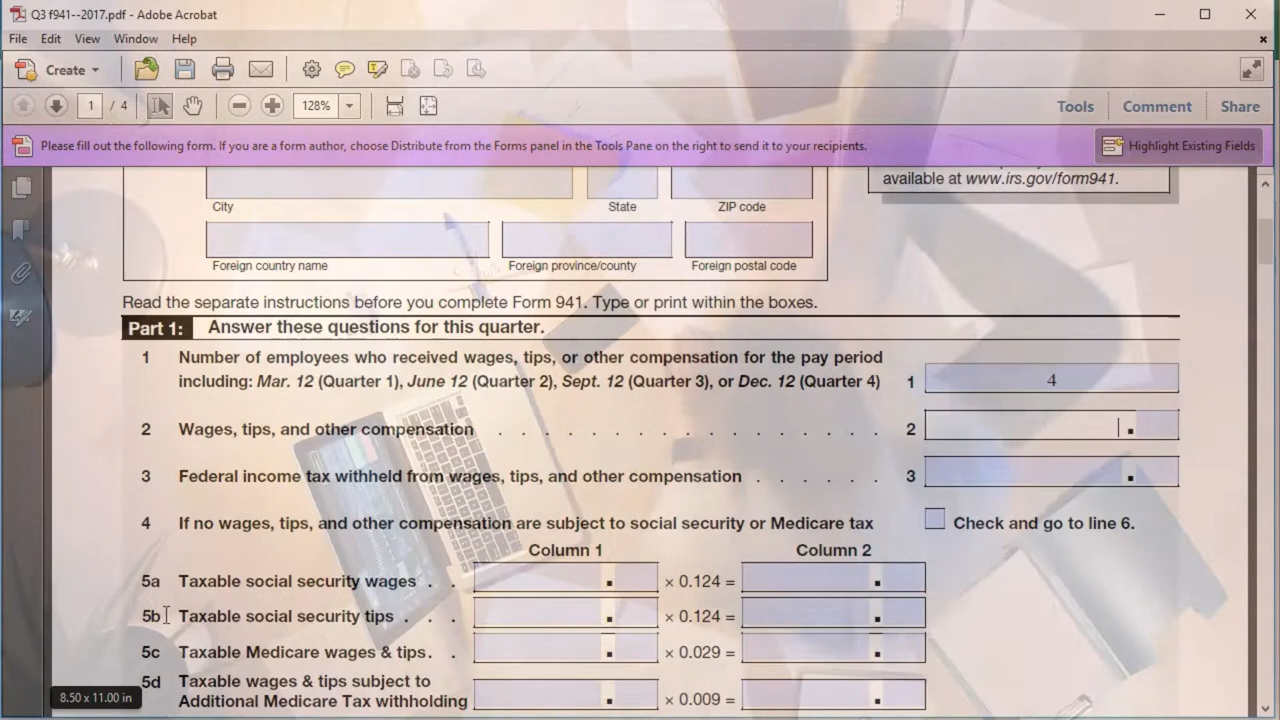 Q3 f941--2017.pdf - Adobe Acrobat
File Edit View Window Help
Create
1 / 4 128% Tools Comment Share
Please fill out the following form. If you are a form author, choose Distribute from the Forms panel in the Tools Pane on the right to send it to your recipients. Highlight Existing Fields
available at www.irs.gov/form941.
City State ZIP code
Foreign country name Foreign province/county Foreign postal code
Read the separate instructions before you complete Form 941. Type or print within the boxes.
Part 1: Answer these questions for this quarter.
1 Number of employees who received wages, tips, or other compensation for the pay period
including: Mar. 12 (Quarter 1), June 12 (Quarter 2), Sept. 12 (Quarter 3), or Dec. 12 (Quarter 4) 1 4
2 Wages, tips, and other compensation . . . . . . . . . . . . . . . . . 2 .
3 Federal income tax withheld from wages, tips, and other compensation . . . . . . 3 .
4 If no wages, tips, and other compensation are subject to social security or Medicare tax Check and go to line 6.
Column 1 Column 2
5a Taxable social security wages . . . × 0.124 = .
5b Taxable social security tips . . . . × 0.124 = .
5c Taxable Medicare wages & tips. . . × 0.029 = .
5d Taxable wages & tips subject to
Additional Medicare Tax withholding . × 0.009 = .
8.50 x 11.00 in